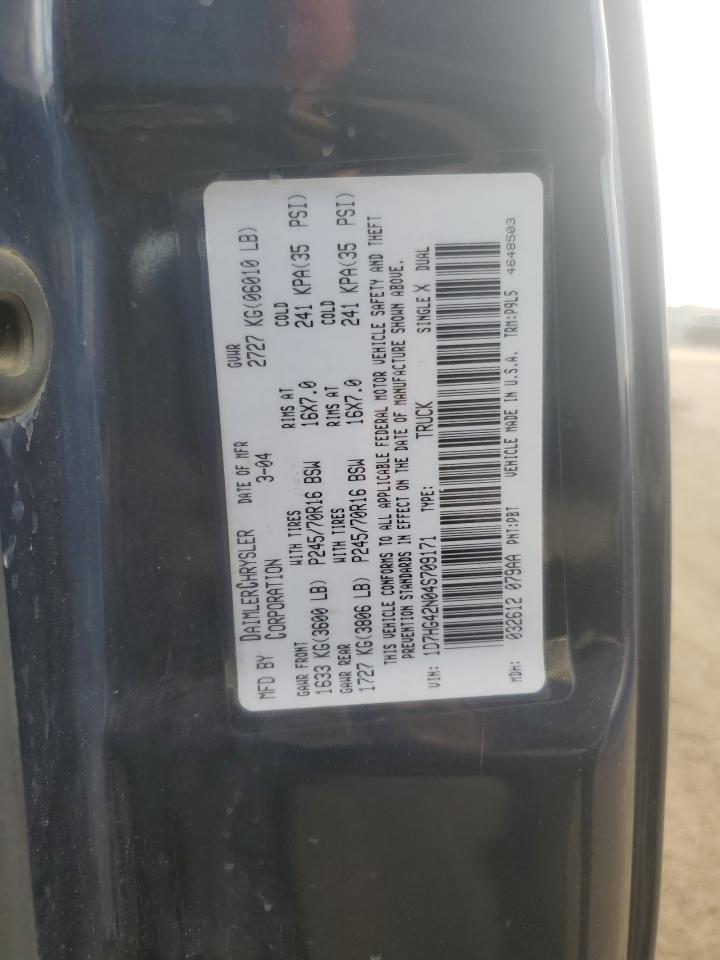 MFD BY DAIMLERCHRYSLER CORPORATION
DATE OF MFR 3-04
GVWR 2727 KG(06010 LB)
GAWR FRONT WITH TIRES RIMS AT COLD
1633 KG(3600 LB) P245/70R16 BSW 16X7.0 241 KPA(35 PSI)
GAWR REAR WITH TIRES RIMS AT COLD
1727 KG(3806 LB) P245/70R16 BSW 16X7.0 241 KPA(35 PSI)
THIS VEHICLE CONFORMS TO ALL APPLICABLE FEDERAL MOTOR VEHICLE SAFETY AND THEFT
PREVENTION STANDARDS IN EFFECT ON THE DATE OF MANUFACTURE SHOWN ABOVE.
VIN: 1D7HG42N04S709171 TYPE: TRUCK SINGLE X DUAL
MDH: 032612 079AA PNT:PBT VEHICLE MADE IN U.S.A. TRM:P9L5
4648503